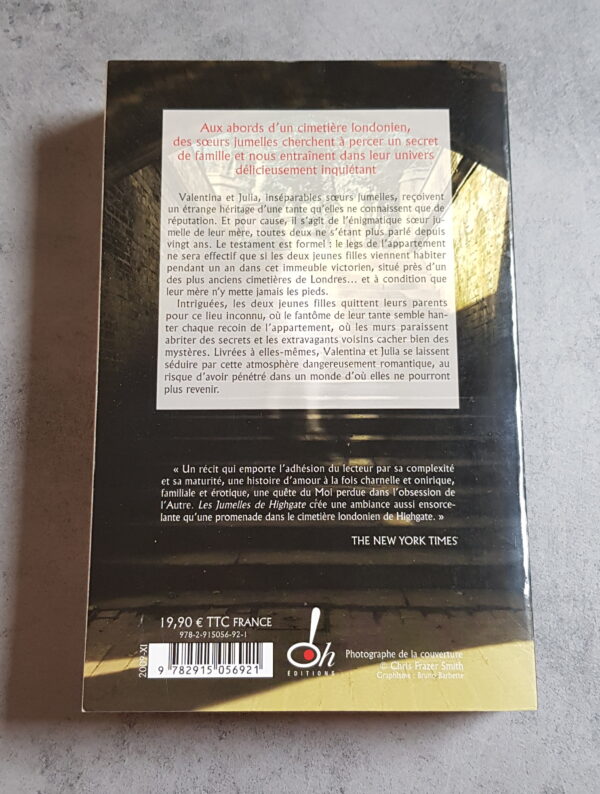 Aux abords d'un cimetière londonien,
des sœurs jumelles cherchent à percer un secret
de famille et nous entraînent dans leur univers
délicieusement inquiétant
Valentina et Julia, inséparables sœurs jumelles, reçoivent
un étrange héritage d'une tante qu'elles ne connaissent que de
réputation. Et pour cause, il s'agit de l'énigmatique sœur ju-
melle de leur mère, toutes deux ne s'étant plus parlé depuis
vingt ans. Le testament est formel : le legs de l'appartement
ne sera effectif que si les deux jeunes filles viennent habiter
pendant un an dans cet immeuble victorien, situé près d'un
des plus anciens cimetières de Londres... et à condition que
leur mère n'y mette jamais les pieds.
Intriguées, les deux jeunes filles quittent leurs parents
pour ce lieu inconnu, où le fantôme de leur tante semble han-
ter chaque recoin de l'appartement, où les murs paraissent
abriter des secrets et les extravagants voisins cacher bien des
mystères. Livrées à elles-mêmes, Valentina et Julia se laissent
séduire par cette atmosphère dangereusement romantique, au
risque d'avoir pénétré dans un monde d'où elles ne pourront
plus revenir.
« Un récit qui emporte l'adhésion du lecteur par sa complexité
et sa maturité, une histoire d'amour à la fois charnelle et onirique,
familiale et érotique, une quête du Moi perdue dans l'obsession de
l'Autre. Les Jumelles de Highgate crée une ambiance aussi ensorce-
lante qu'une promenade dans le cimetière londonien de Highgate. »
THE NEW YORK TIMES
19,90 € TTC FRANCE
978-2-915056-92-1
2009-XI
9 782915 056921
Oh
ÉDITIONS
Photographe de la couverture
© Chris Frazer Smith
Graphisme : Bruno Barbette